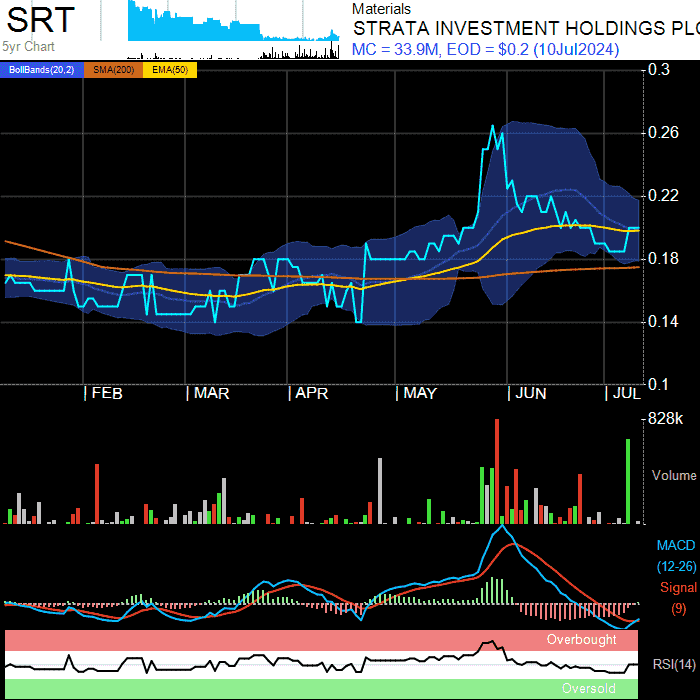 SRT
5yr Chart
Materials
STRATA INVESTMENT HOLDINGS PLC
MC = 33.9M, EOD = $0.2 (10Jul2024)
BollBands(20,2) SMA(200) EMA(50)
0.3
0.26
0.22
0.18
0.14
0.1
FEB MAR APR MAY JUN JUL
828k
Volume
MACD
(12-26)
Signal
(9)
Overbought
RSI(14)
Oversold